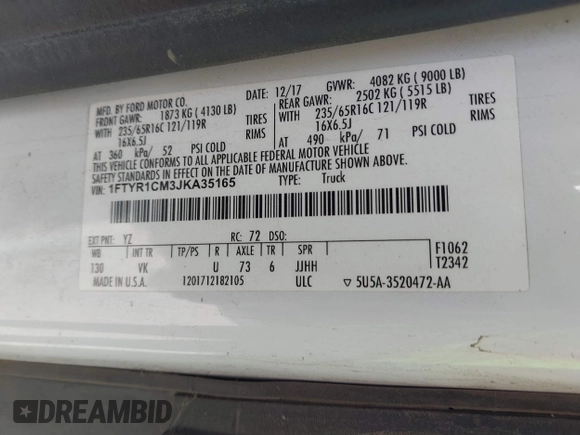 MFD. BY FORD MOTOR CO.
DATE: 12/17 GVWR: 4082 KG ( 9000 LB)
FRONT GAWR: 1873 KG ( 4130 LB)
REAR GAWR: 2502 KG ( 5515 LB)
WITH 235/65R16C 121/119R TIRES
WITH 235/65R16C 121/119R TIRES
16X6.5J RIMS
16X6.5J RIMS
AT 360 kPa/ 52 PSI COLD
AT 490 kPa/ 71 PSI COLD
THIS VEHICLE CONFORMS TO ALL APPLICABLE FEDERAL MOTOR VEHICLE
SAFETY STANDARDS IN EFFECT ON THE DATE OF MANUFACTURE SHOWN ABOVE.
VIN: 1FTYR1CM3JKA35165 TYPE: Truck
EXT PNT: YZ RC: 72 DSO:
WB INT TR TP/PS R AXLE TR SPR F1062
130 VK U 73 6 JJHH T2342
MADE IN U.S.A. 1201712182105 ULC ▽ 5U5A-3520472-AA
DREAMBID